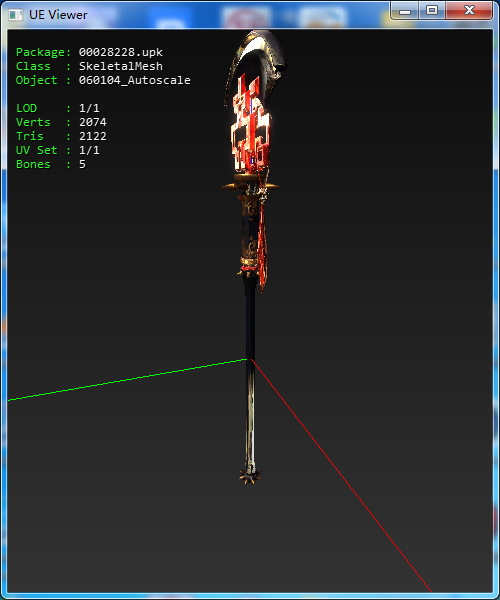 UE Viewer
Package: 00028228.upk
Class : SkeletalMesh
Object : 060104_Autoscale
LOD : 1/1
Verts : 2074
Tris : 2122
UV Set : 1/1
Bones : 5